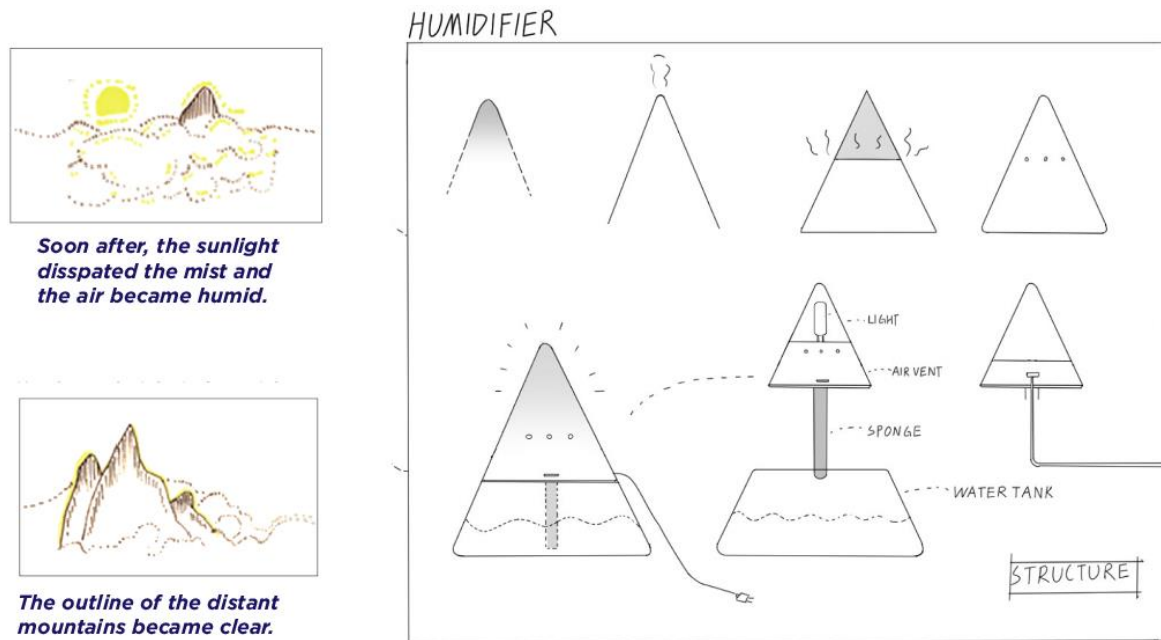 HUMIDIFIER
Soon after, the sunlight
disspated the mist and
the air became humid.
The outline of the distant
mountains became clear.
LIGHT
AIR VENT
SPONGE
WATER TANK
STRUCTURE